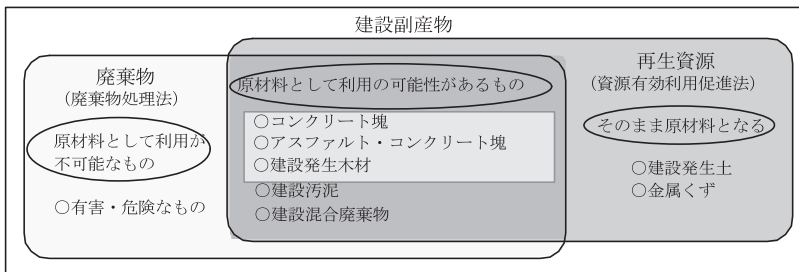 建設副産物
廃棄物
（廃棄物処理法）
原材料として利用が
不可能なもの
○有害・危険なもの
原材料として利用の可能性があるもの
○コンクリート塊
○アスファルト・コンクリート塊
○建設発生木材
○建設汚泥
○建設混合廃棄物
再生資源
（資源有効利用促進法）
そのまま原材料となる
○建設発生土
○金属くず